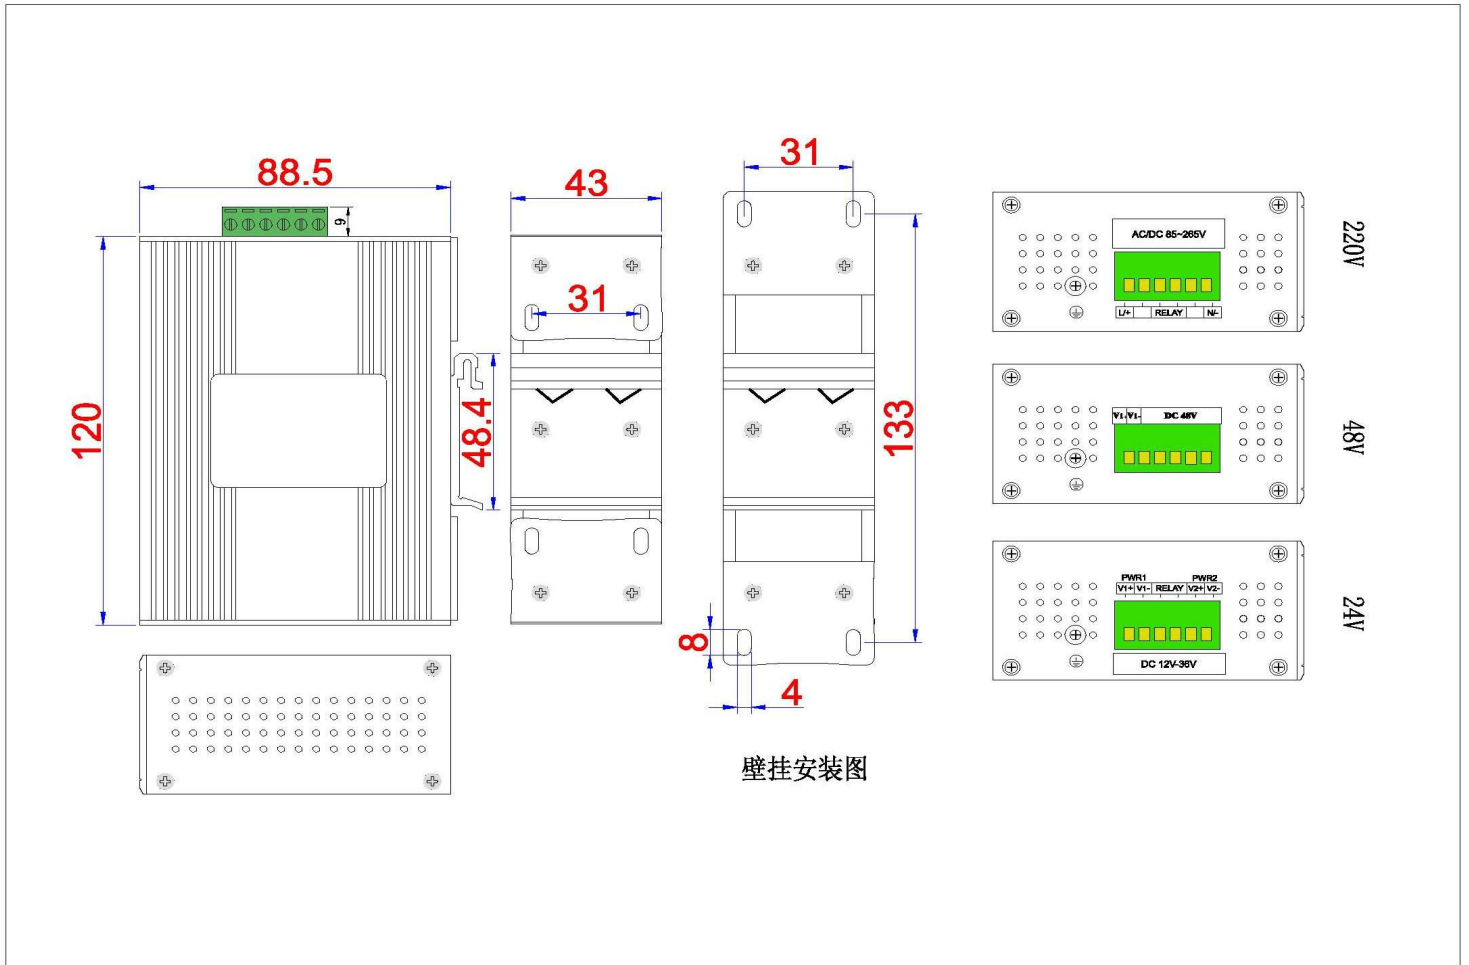 88.5
9
120
48.4
43
31
31
133
8
4
壁挂安装图
AC/DC 85~265V
L/+ RELAY N/-
220V
V1+ V1- DC 48V
48V
PWR1 PWR2
V1+ V1- RELAY V2+ V2-
DC 12V-36V
24V